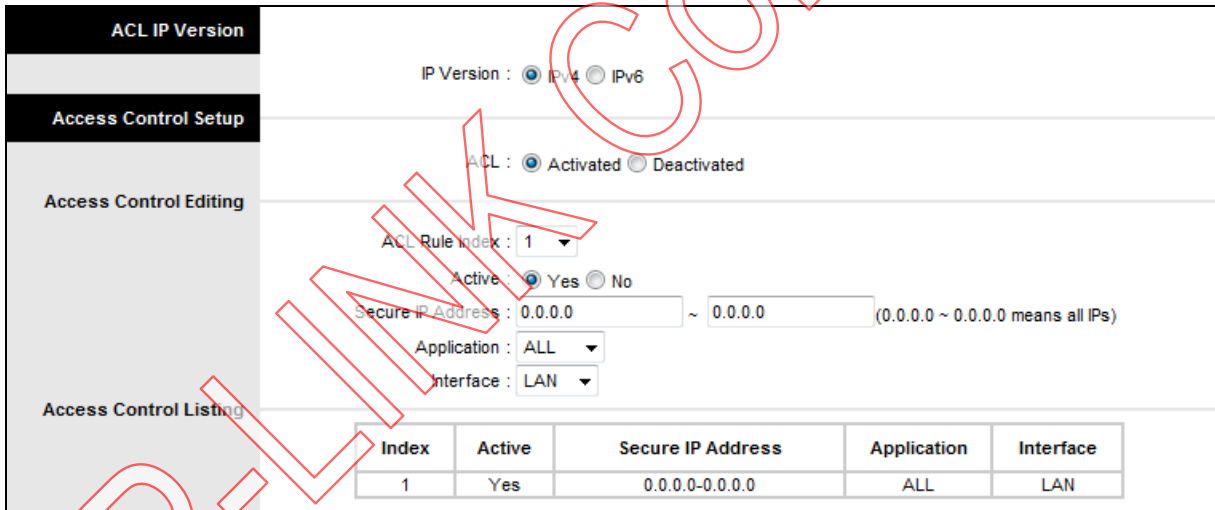 ACL IP Version
IP Version : IPv4 IPv6
Access Control Setup
ACL : Activated Deactivated
Access Control Editing
ACL Rule Index : 1
Active : Yes No
Secure IP Address : 0.0.0.0 ~ 0.0.0.0 (0.0.0.0 ~ 0.0.0.0 means all IPs)
Application : ALL
Interface : LAN
Access Control Listing
Index Active Secure IP Address Application Interface
1 Yes 0.0.0.0-0.0.0.0 ALL LAN
P-LINK CO